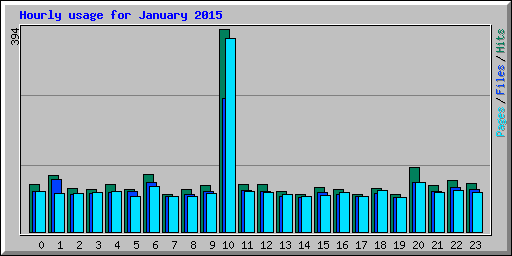 Hourly usage for January 2015
394
Pages/Files/Hits
0 1 2 3 4 5 6 7 8 9 10 11 12 13 14 15 16 17 18 19 20 21 22 23